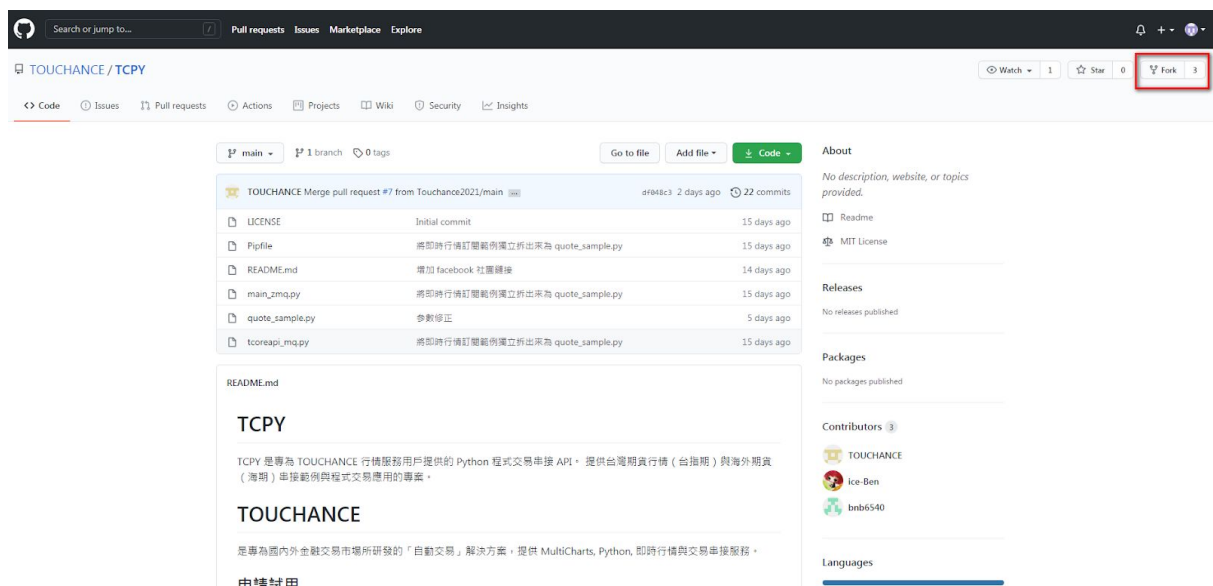 Search or jump to... /
Pull requests Issues Marketplace Explore
TOUCHANCE / TCPY
Watch 1 Star 0 Fork 3
Code Issues Pull requests Actions Projects Wiki Security Insights
main 1 branch 0 tags Go to file Add file Code
TOUCHANCE Merge pull request #7 from Touchance2021/main ... df048c3 2 days ago 22 commits
LICENSE Initial commit 15 days ago
Pipfile 將即時行情訂閱範例獨立拆出來為 quote_sample.py 15 days ago
README.md 增加 facebook 社團鏈接 14 days ago
main_zmq.py 將即時行情訂閱範例獨立拆出來為 quote_sample.py 15 days ago
quote_sample.py 參數修正 5 days ago
tcoreapi_mq.py 將即時行情訂閱範例獨立拆出來為 quote_sample.py 15 days ago
README.md
TCPY
TCPY 是專為 TOUCHANCE 行情服務用戶提供的 Python 程式交易串接 API。 提供台灣期貨行情 ( 台指期 ) 與海外期貨
( 海期 ) 串接範例與程式交易應用的專案。
TOUCHANCE
是專為國內外金融交易市場所研發的「自動交易」解決方案，提供 MultiCharts, Python, 即時行情與交易串接服務。
申請試用
About
No description, website, or topics
provided.
Readme
MIT License
Releases
No releases published
Packages
No packages published
Contributors 3
TOUCHANCE
ice-Ben
bnb6540
Languages